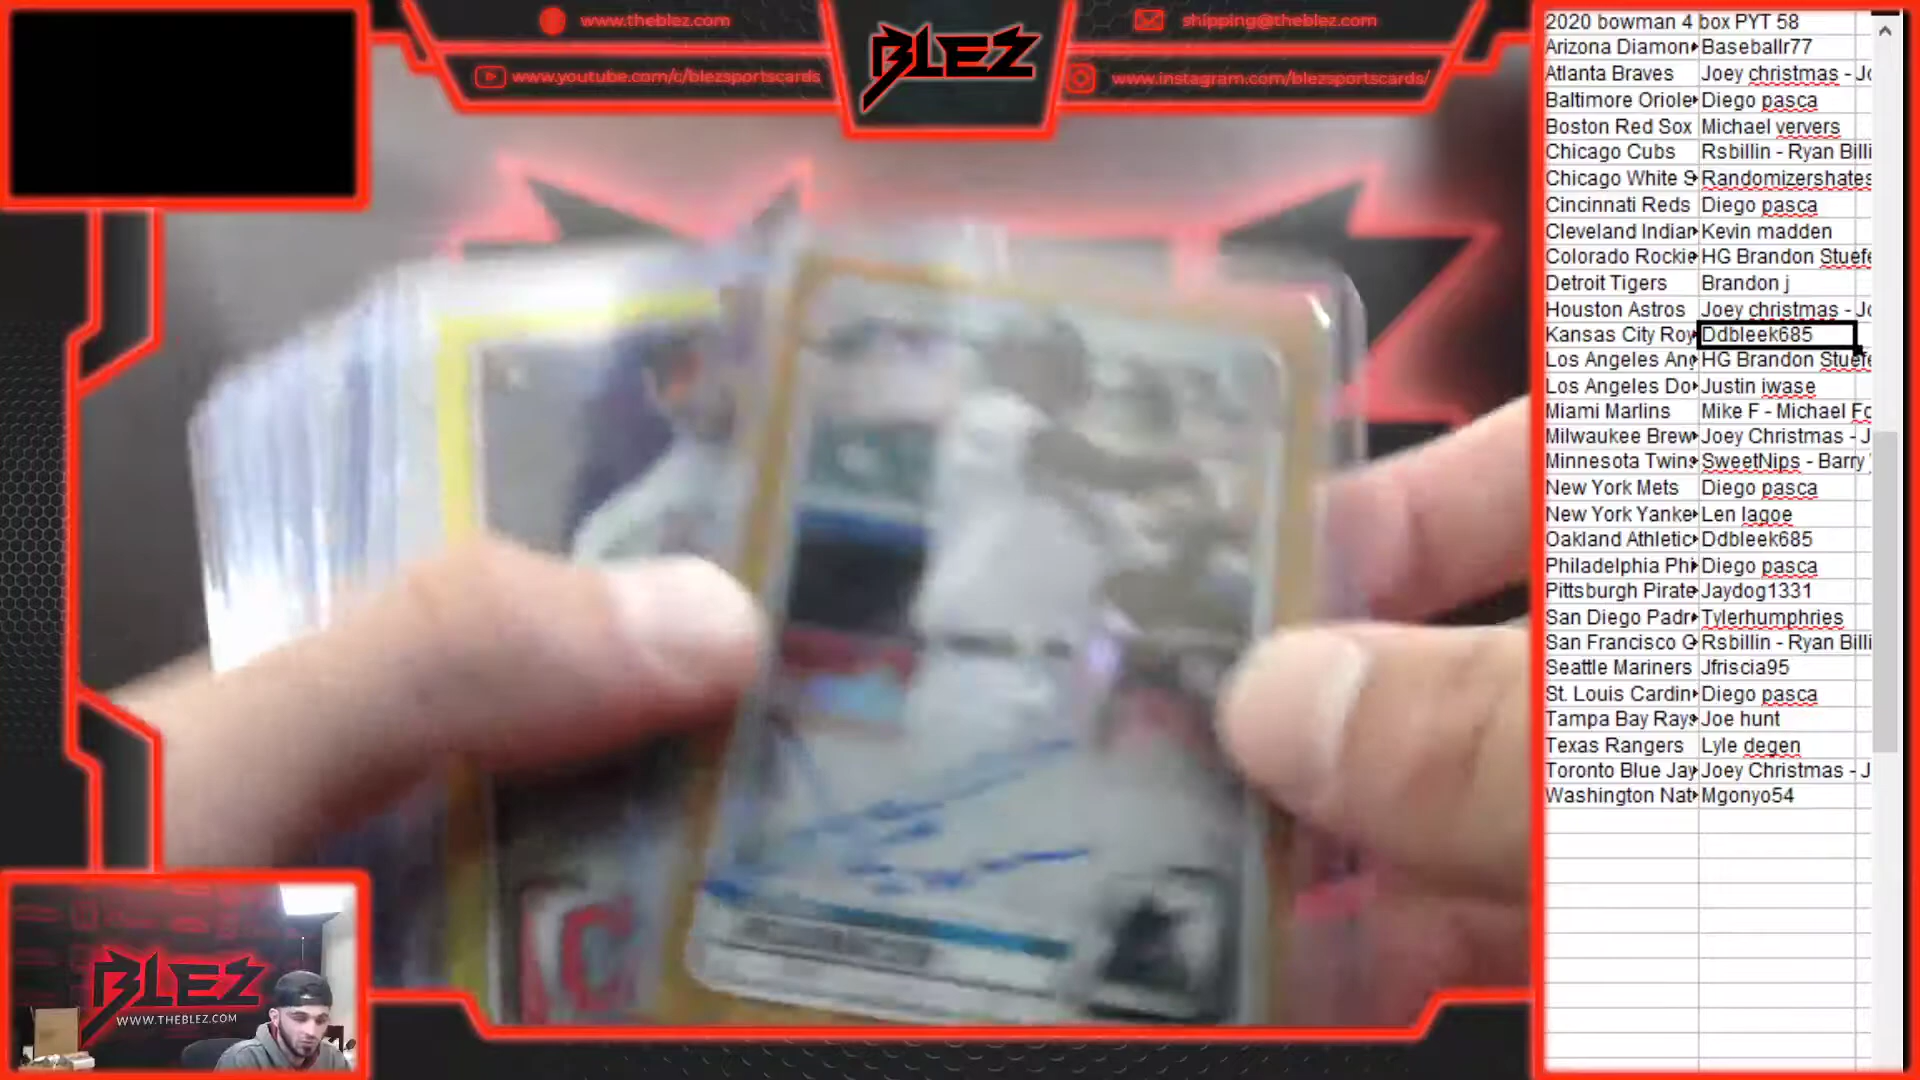 www.theblez.com
shipping@theblez.com
BLEZ
www.youtube.com/c/blezsportscards
www.instagram.com/blezsportscards/
2020 bowman 4 box PYT 58
Arizona Diamon Baseballr77
Atlanta Braves Joey christmas - Jo
Baltimore Oriole Diego pasca
Boston Red Sox Michael ververs
Chicago Cubs Rsbillin - Ryan Billi
Chicago White S Randomizershates
Cincinnati Reds Diego pasca
Cleveland Indian Kevin madden
Colorado Rockie HG Brandon Stuefe
Detroit Tigers Brandon j
Houston Astros Joey christmas - Jo
Kansas City Roy Ddbleek685
Los Angeles Ang HG Brandon Stuefe
Los Angeles Do Justin iwase
Miami Marlins Mike F - Michael Fo
Milwaukee Brew Joey Christmas - J
Minnesota Twins SweetNips - Barry
New York Mets Diego pasca
New York Yanke Len lagoe
Oakland Athletic Ddbleek685
Philadelphia Phi Diego pasca
Pittsburgh Pirate Jaydog1331
San Diego Padr Tylerhumphries
San Francisco G Rsbillin - Ryan Billi
Seattle Mariners Jfriscia95
St. Louis Cardin Diego pasca
Tampa Bay Rays Joe hunt
Texas Rangers Lyle degen
Toronto Blue Jay Joey Christmas - J
Washington Nat Mgonyo54
C
BLEZ
WWW.THEBLEZ.COM